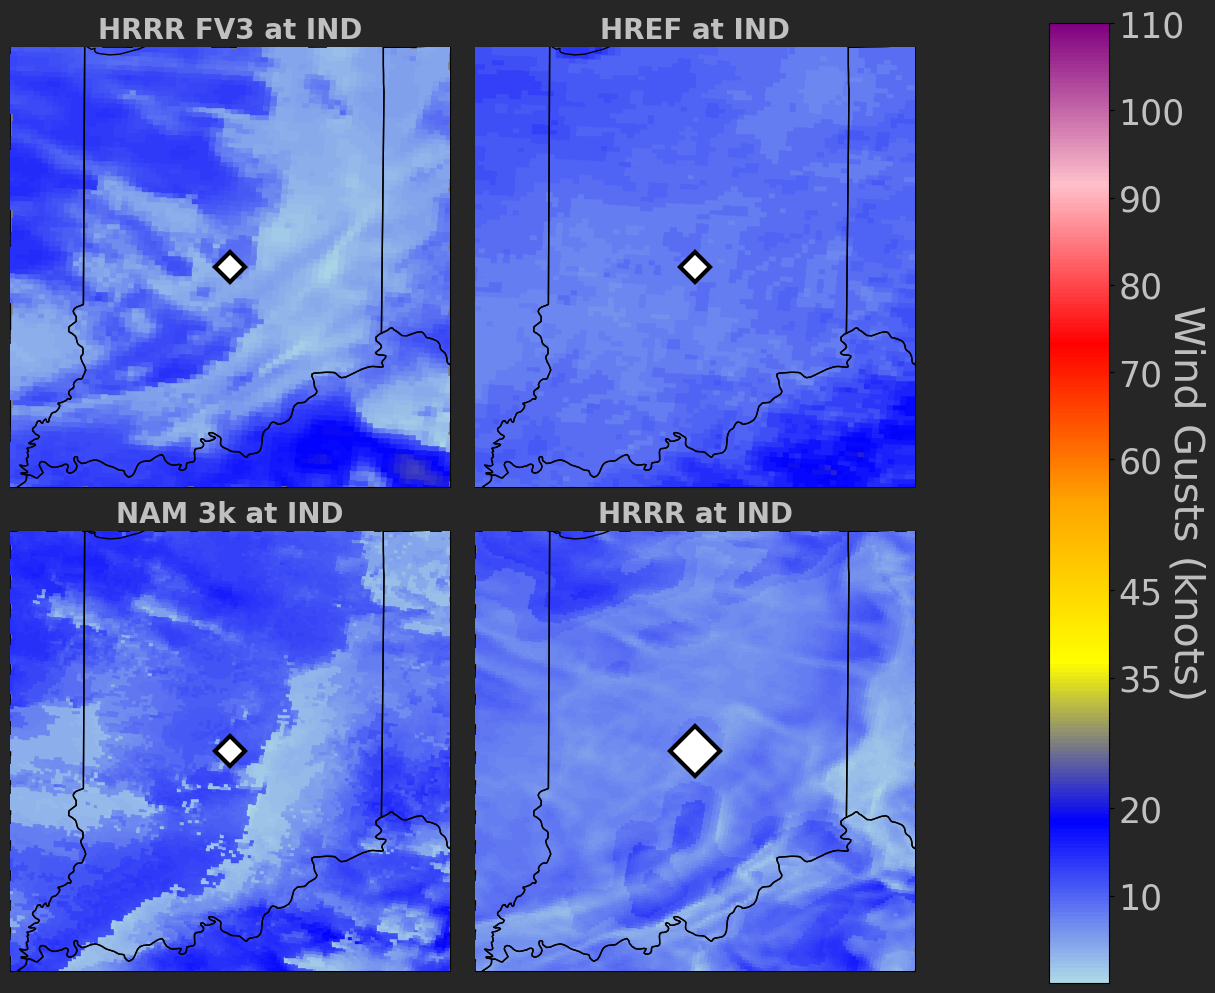 HRRR FV3 at IND
HREF at IND
NAM 3k at IND
HRRR at IND
110
100
90
80
70
60
45
35
20
10
Wind Gusts (knots)